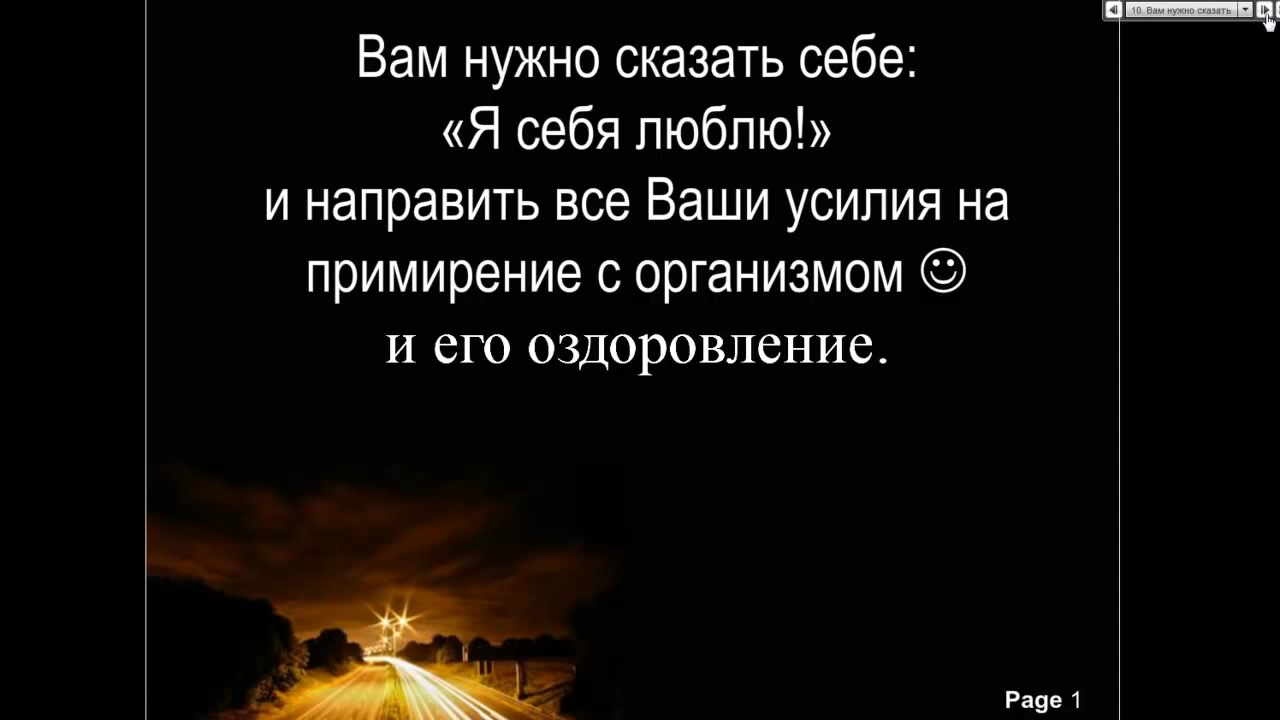 10. Вам нужно сказать
Вам нужно сказать себе:
«Я себя люблю!»
и направить все Ваши усилия на
примирение с организмом ☺
и его оздоровление.
Page 1